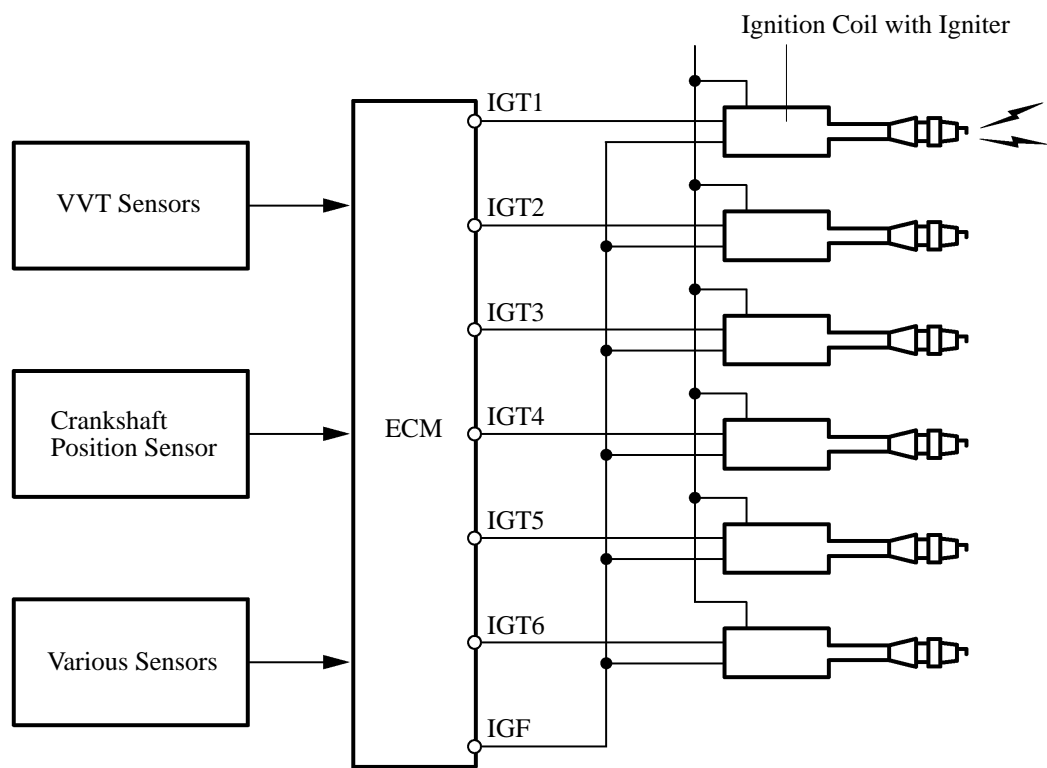 Ignition Coil with Igniter
IGT1
VVT Sensors
IGT2
IGT3
Crankshaft
Position Sensor
ECM
IGT4
IGT5
IGT6
Various Sensors
IGF